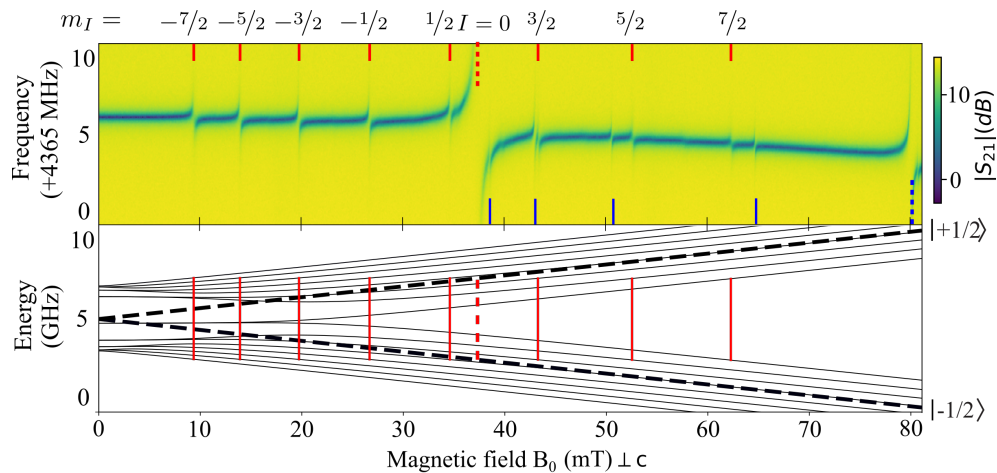 m_I = −7/2 −5/2 −3/2 −1/2 1/2 I = 0 3/2 5/2 7/2
10
5
0
Frequency
(+4365 MHz)
10
0
|S₂₁|(dB)
10
5
0
Energy
(GHz)
|+1/2⟩
|-1/2⟩
0 10 20 30 40 50 60 70 80
Magnetic field B₀ (mT) ⊥ c